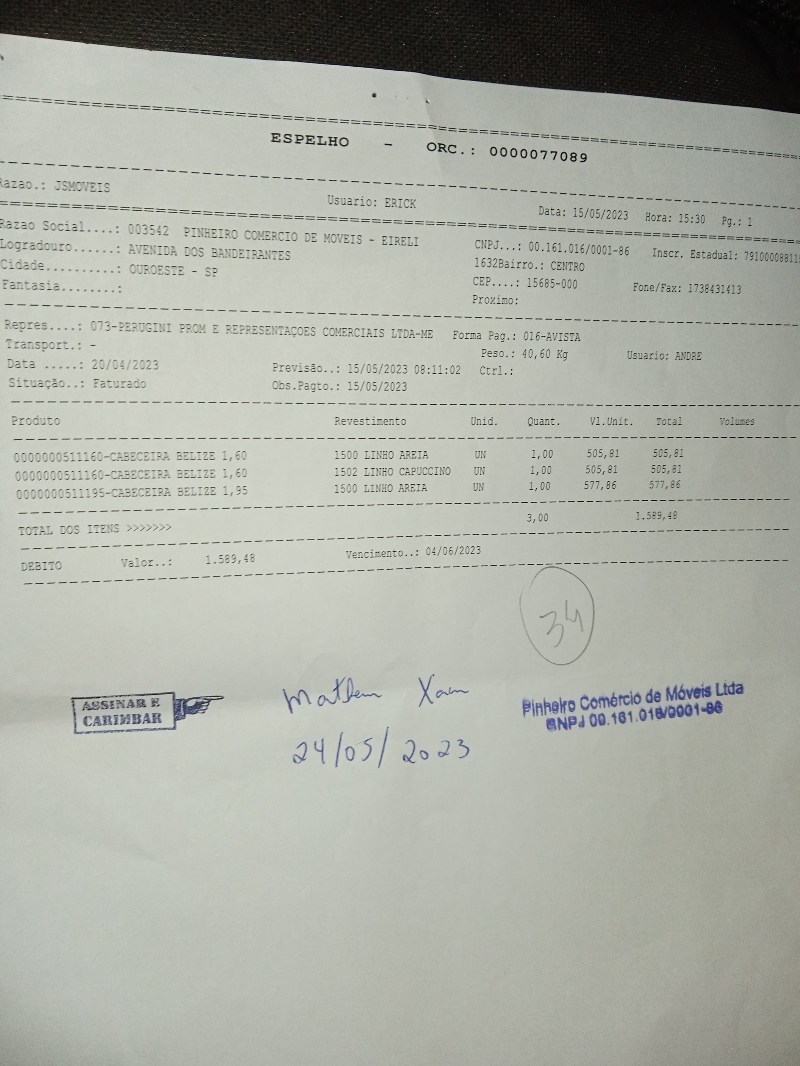 ESPELHO - ORC.: 0000077089
Razao.: JSMOVEIS Usuario: ERICK Data: 15/05/2023 Hora: 15:30 Pg.: 1
Razao Social....: 003542 PINHEIRO COMERCIO DE MOVEIS - EIRELI CNPJ...: 00.161.016/0001-86 Inscr. Estadual:
Logradouro......: AVENIDA DOS BANDEIRANTES 1632Bairro.: CENTRO
Cidade..........: OUROESTE - SP CEP....: 15685-000 Fone/Fax: 1738431413
Fantasia........: Proximo:
Repres....: 073-PERUGINI PROM E REPRESENTAÇOES COMERCIAIS LTDA-ME Forma Pag.: 016-AVISTA
Transport.: - Peso.: 40,60 Kg Usuario: ANDRE
Data .....: 20/04/2023 Previsão..: 15/05/2023 08:11:02 Ctrl.:
Situação..: Faturado Obs.Pagto.: 15/05/2023
Produto Revestimento Unid. Quant. Vl.Unit. Total Volumes
0000000511160-CABECEIRA BELIZE 1,60 1500 LINHO AREIA UN 1,00 505,81 505,81
0000000511160-CABECEIRA BELIZE 1,60 1502 LINHO CAPUCCINO UN 1,00 505,81 505,81
0000000511195-CABECEIRA BELIZE 1,95 1500 LINHO AREIA UN 1,00 577,86 577,86
TOTAL DOS ITENS >>>>>>> 3,00 1.589,48
DEBITO Valor..: 1.589,48 Vencimento..: 04/06/2023
34
ASSINAR E
CARIMBAR
24/05/2023
Pinheiro Comércio de Móveis Ltda
CNPJ 00.161.016/0001-86